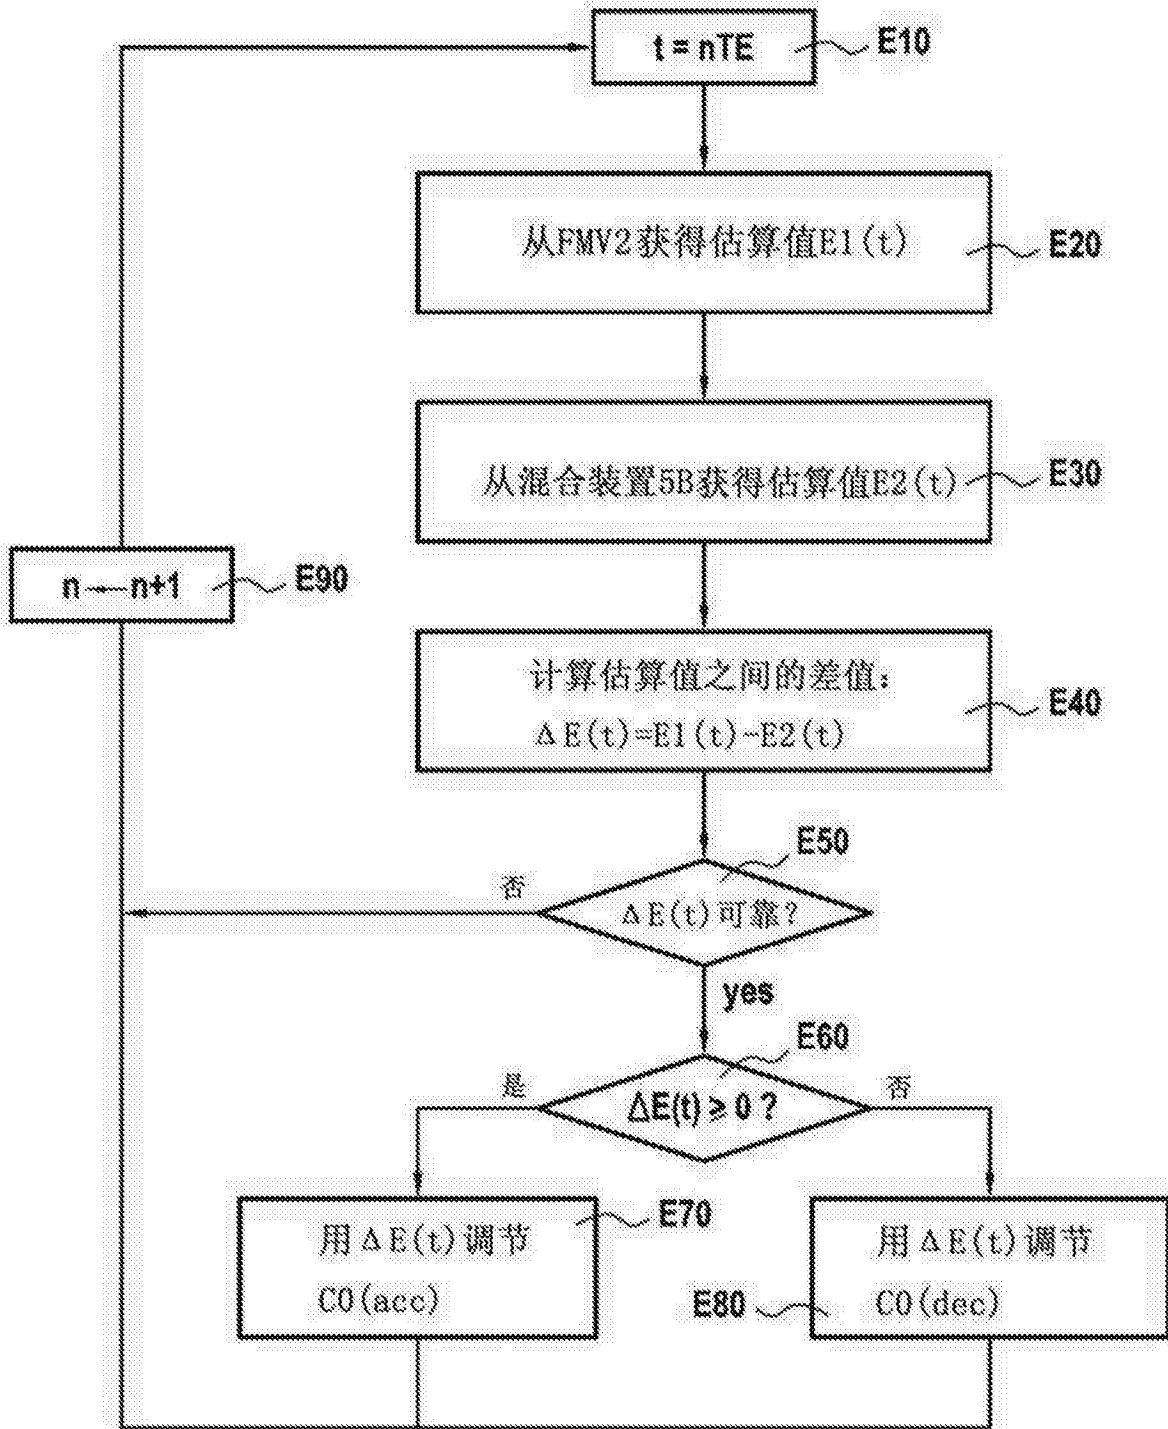 t = nTE
E10
从FMV2获得估算值E1(t)
E20
从混合装置5B获得估算值E2(t)
E30
n←n+1
E90
计算估算值之间的差值：
ΔE(t)=E1(t)-E2(t)
E40
E50
否
ΔE(t)可靠?
yes
E60
是
ΔE(t) ≥ 0 ?
否
用ΔE(t)调节
C0(acc)
E70
用ΔE(t)调节
C0(dec)
E80